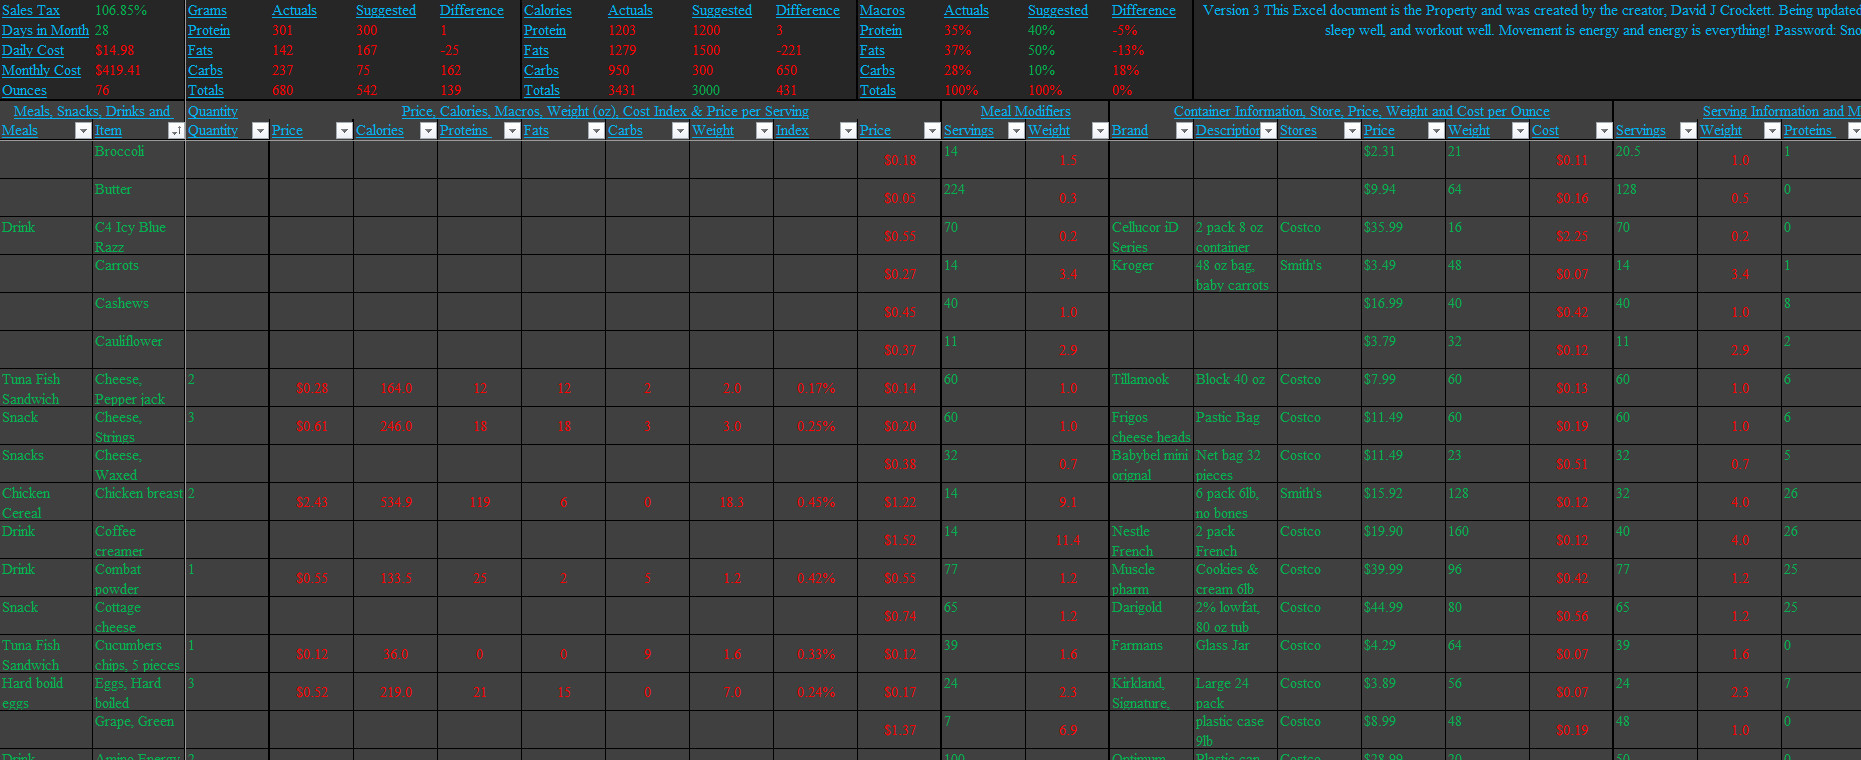 Sales Tax 106.85% Grams Actuals Suggested Difference Calories Actuals Suggested Difference Macros Actuals Suggested Difference Version 3 This Excel document is the Property and was created by the creator, David J Crockett. Being updated
Days in Month 28 Protein 301 300 1 Protein 1203 1200 3 Protein 35% 40% -5% sleep well, and workout well. Movement is energy and energy is everything! Password: Sno
Daily Cost $14.98 Fats 142 167 -25 Fats 1279 1500 -221 Fats 37% 50% -13%
Monthly Cost $419.41 Carbs 237 75 162 Carbs 950 300 650 Carbs 28% 10% 18%
Ounces 76 Totals 680 542 139 Totals 3431 3000 431 Totals 100% 100% 0%
Meals, Snacks, Drinks and Quantity Price, Calories, Macros, Weight (oz), Cost Index & Price per Serving Meal Modifiers Container Information, Store, Price, Weight and Cost per Ounce Serving Information and M
Meals Item Quantity Price Calories Proteins Fats Carbs Weight Index Price Servings Weight Brand Description Stores Price Weight Cost Servings Weight Proteins
Broccoli $0.18 14 1.5 $2.31 21 $0.11 20.5 1.0 1
Butter $0.05 224 0.3 $9.94 64 $0.16 128 0.5 0
Drink C4 Icy Blue $0.55 70 0.2 Cellucor iD 2 pack 8 oz Costco $35.99 16 $2.25 70 0.2 0
Razz Series container
Carrots $0.27 14 3.4 Kroger 48 oz bag, Smith's $3.49 48 $0.07 14 3.4 1
baby carrots
Cashews $0.45 40 1.0 $16.99 40 $0.42 40 1.0 8
Cauliflower $0.37 11 2.9 $3.79 32 $0.12 11 2.9 2
Tuna Fish Cheese, 2 $0.28 164.0 12 12 2 2.0 0.17% $0.14 60 1.0 Tillamook Block 40 oz Costco $7.99 60 $0.13 60 1.0 6
Sandwich Pepper jack
Snack Cheese, 3 $0.61 246.0 18 18 3 3.0 0.25% $0.20 60 1.0 Frigos Pastic Bag Costco $11.49 60 $0.19 60 1.0 6
Strings cheese heads
Snacks Cheese, $0.38 32 0.7 Babybel mini Net bag 32 Costco $11.49 23 $0.51 32 0.7 5
Waxed orignal pieces
Chicken Chicken breast 2 $2.43 534.9 119 6 0 18.3 0.45% $1.22 14 9.1 6 pack 6lb, Smith's $15.92 128 $0.12 32 4.0 26
Cereal no bones
Drink Coffee $1.52 14 11.4 Nestle 2 pack Costco $19.90 160 $0.12 40 4.0 26
creamer French French
Drink Combat 1 $0.55 133.5 25 2 5 1.2 0.42% $0.55 77 1.2 Muscle Cookies & Costco $39.99 96 $0.42 77 1.2 25
powder pharm cream 6lb
Snack Cottage $0.74 65 1.2 Darigold 2% lowfat, Costco $44.99 80 $0.56 65 1.2 25
cheese 80 oz tub
Tuna Fish Cucumbers 1 $0.12 36.0 0 0 9 1.6 0.33% $0.12 39 1.6 Farmans Glass Jar Costco $4.29 64 $0.07 39 1.6 0
Sandwich chips, 5 pieces
Hard boild Eggs, Hard 3 $0.52 219.0 21 15 0 7.0 0.24% $0.17 24 2.3 Kirkland, Large 24 Costco $3.89 56 $0.07 24 2.3 7
eggs boiled Signature, pack
Grape, Green $1.37 7 6.9 plastic case Costco $8.99 48 $0.19 48 1.0 0
9lb
Drink Amino Energy 2 100 Optimum Plastic can Costco $28.99 20 50 0